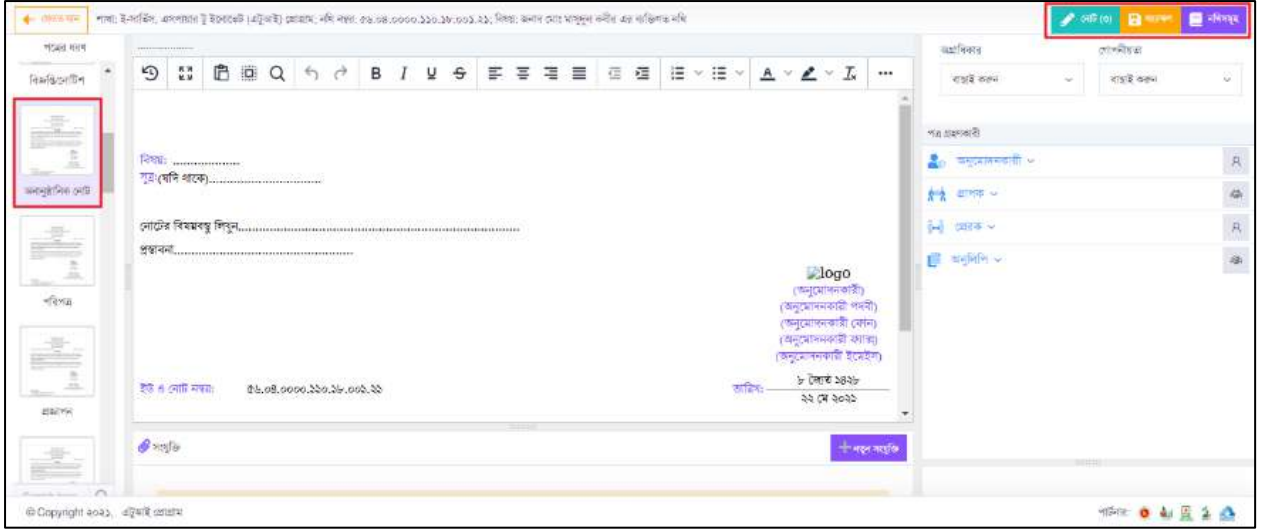 ফেরত যান
শাখা: ই-সার্ভিস, এসপায়ার টু ইনোভেট (এটুআই) প্রোগ্রাম; নথি নম্বর: ৫৬.০৪.০০০০.১১০.১৮.০০১.২১; বিষয়: জনাব মোঃ মাসুদুল কবীর এর ব্যক্তিগত নথি
নোট (৩)
সংরক্ষণ
নথিসমূহ
পত্রের ধরন
বিজ্ঞপ্তি/নোটিশ
অনানুষ্ঠানিক নোট
পরিপত্র
প্রজ্ঞাপন
বিষয়: ....................
সূত্র:(যদি থাকে)..................................
নোটের বিষয়বস্তু লিখুন....................................................................................
প্রস্তাবনা......................................................
logo
(অনুমোদনকারী)
(অনুমোদনকারী পদবী)
(অনুমোদনকারী ফোন)
(অনুমোদনকারী ফ্যাক্স)
(অনুমোদনকারী ইমেইল)
ইউ ও নোট নম্বর: ৫৬.০৪.০০০০.১১০.১৮.০০১.২১
তারিখ:
৮ জ্যৈষ্ঠ ১৪২৮
২২ মে ২০২১
সংযুক্তি
নতুন সংযুক্তি
অগ্রাধিকার
গোপনীয়তা
বাছাই করুন
বাছাই করুন
পত্র গ্রহণকারী
অনুমোদনকারী
প্রাপক
প্রেরক
অনুলিপি
© Copyright ২০২১, এটুআই প্রোগ্রাম
পার্টনার: